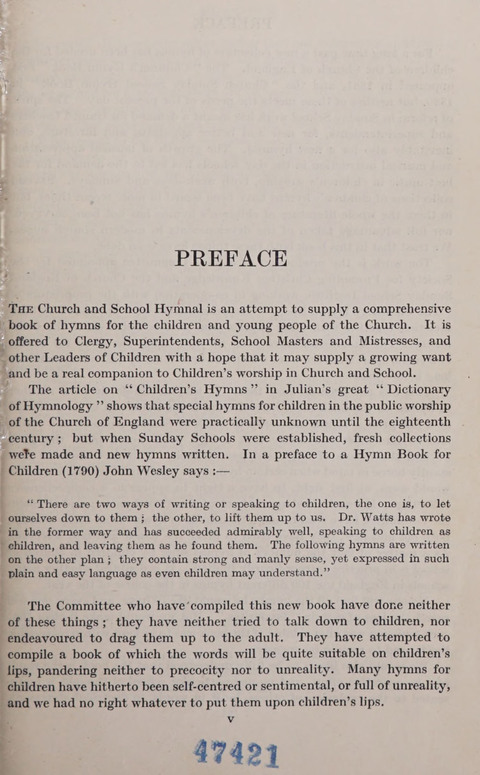 PREFACE
THE Church and School Hymnal is an attempt to supply a comprehensive
book of hymns for the children and young people of the Church. It is
offered to Clergy, Superintendents, School Masters and Mistresses, and
other Leaders of Children with a hope that it may supply a growing want
and be a real companion to Children's worship in Church and School.
The article on “ Children's Hymns ” in Julian's great “ Dictionary
of Hymnology ” shows that special hymns for children in the public worship
of the Church of England were practically unknown until the eighteenth
century ; but when Sunday Schools were established, fresh collections
were made and new hymns written. In a preface to a Hymn Book for
Children (1790) John Wesley says :—
“ There are two ways of writing or speaking to children, the one is, to let
ourselves down to them ; the other, to lift them up to us. Dr. Watts has wrote
in the former way and has succeeded admirably well, speaking to children as
children, and leaving them as he found them. The following hymns are written
on the other plan ; they contain strong and manly sense, yet expressed in such
plain and easy language as even children may understand.”
The Committee who have compiled this new book have done neither
of these things ; they have neither tried to talk down to children, nor
endeavoured to drag them up to the adult. They have attempted to
compile a book of which the words will be quite suitable on children's
lips, pandering neither to precocity nor to unreality. Many hymns for
children have hitherto been self-centred or sentimental, or full of unreality,
and we had no right whatever to put them upon children's lips.
v
47421